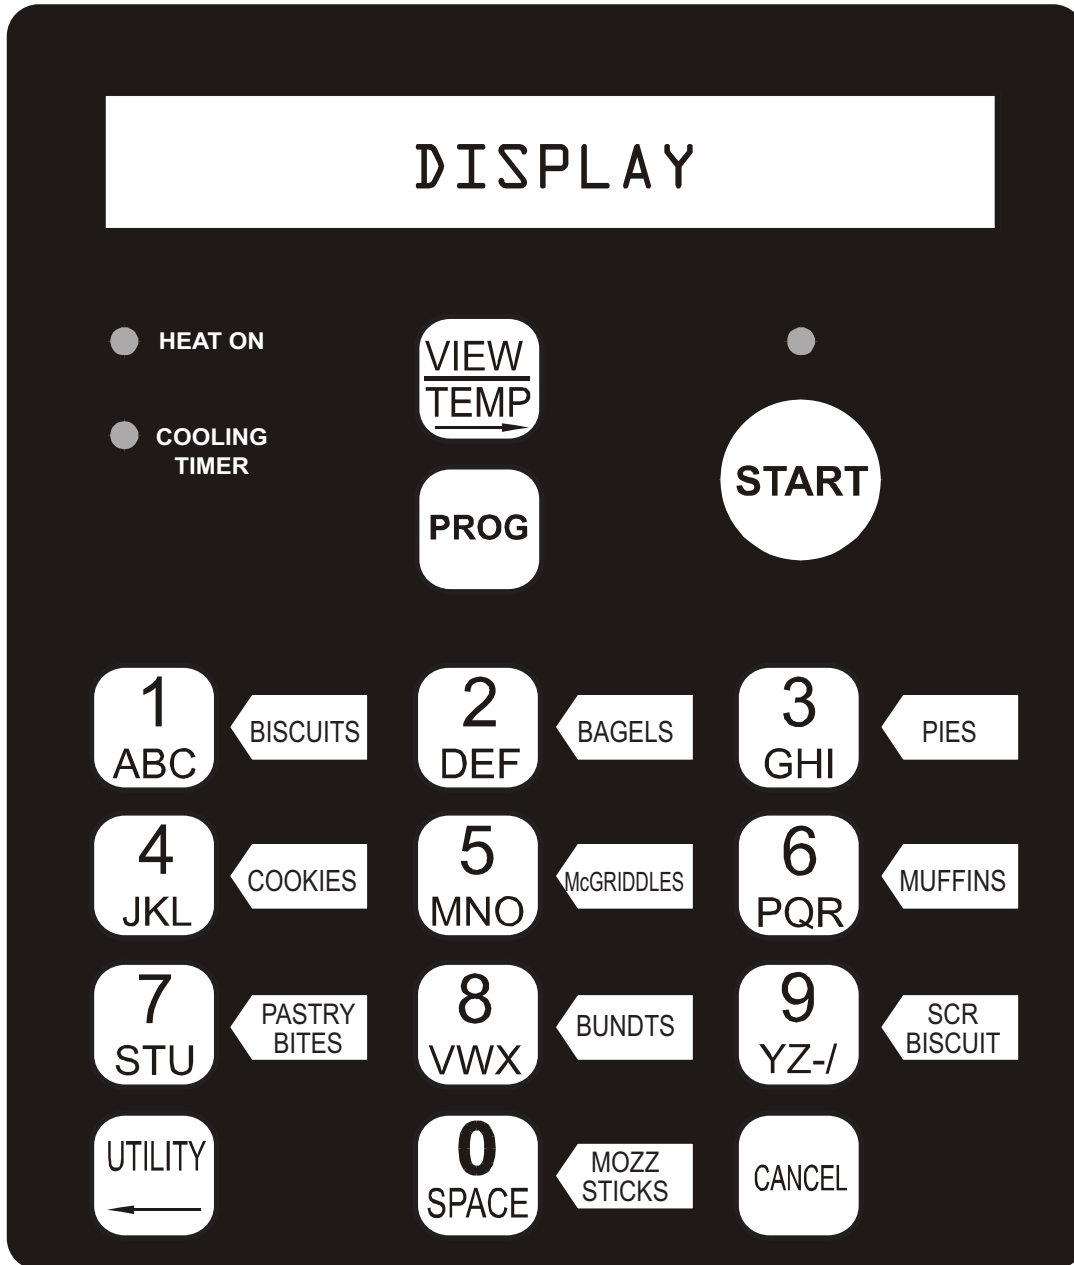 DISPLAY
HEAT ON
VIEW
TEMP
COOLING
TIMER
START
PROG
1
ABC
BISCUITS
2
DEF
BAGELS
3
GHI
PIES
4
JKL
COOKIES
5
MNO
McGRIDDLES
6
PQR
MUFFINS
7
STU
PASTRY
BITES
8
VWX
BUNDTS
9
YZ-/
SCR
BISCUIT
UTILITY
0
SPACE
MOZZ
STICKS
CANCEL